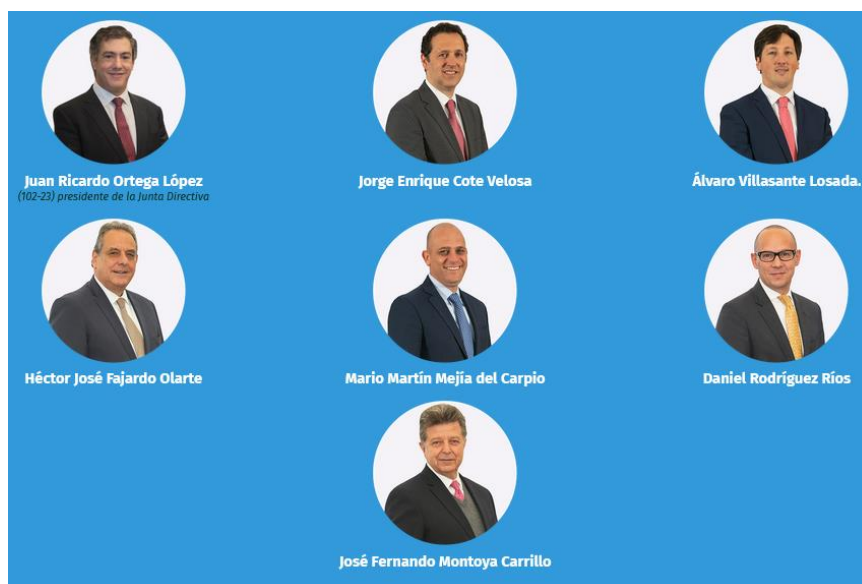 Juan Ricardo Ortega López
(102-23) presidente de la Junta Directiva
Jorge Enrique Cote Velosa
Álvaro Villasante Losada.
Héctor José Fajardo Olarte
Mario Martín Mejía del Carpio
Daniel Rodríguez Ríos
José Fernando Montoya Carrillo